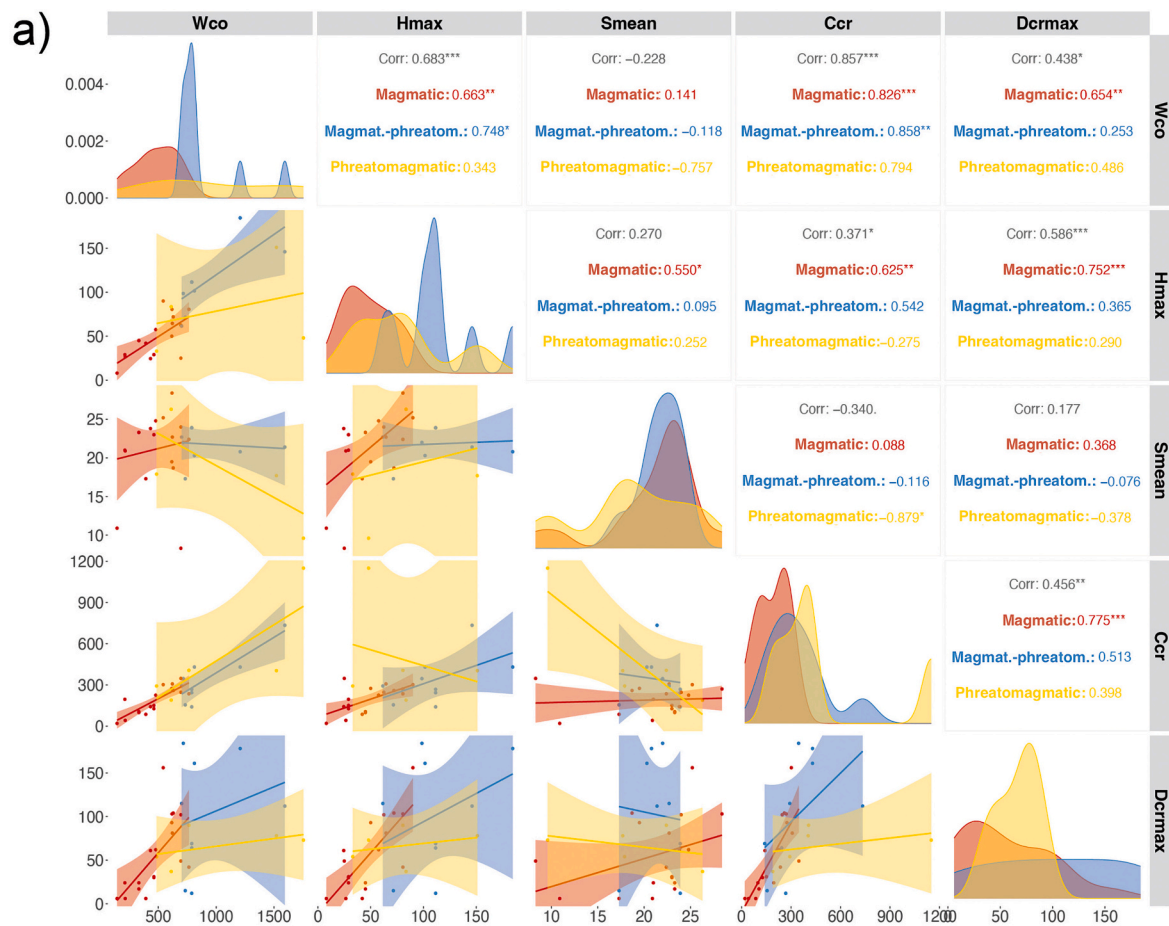 a)
Wco Hmax Smean Ccr Dcrmax
0.004
0.002
0.000
Corr: 0.683***
Magmatic: 0.663**
Magmat.-phreatom.: 0.748*
Phreatomagmatic: 0.343
Corr: −0.228
Magmatic: 0.141
Magmat.-phreatom.: −0.118
Phreatomagmatic: −0.757
Corr: 0.857***
Magmatic: 0.826***
Magmat.-phreatom.: 0.858**
Phreatomagmatic: 0.794
Corr: 0.438*
Magmatic: 0.654**
Magmat.-phreatom.: 0.253
Phreatomagmatic: 0.486
Wco
150
100
50
0
Corr: 0.270
Magmatic: 0.550*
Magmat.-phreatom.: 0.095
Phreatomagmatic: 0.252
Corr: 0.371*
Magmatic: 0.625**
Magmat.-phreatom.: 0.542
Phreatomagmatic: −0.275
Corr: 0.586***
Magmatic: 0.752***
Magmat.-phreatom.: 0.365
Phreatomagmatic: 0.290
Hmax
25
20
15
10
Corr: −0.340.
Magmatic: 0.088
Magmat.-phreatom.: −0.116
Phreatomagmatic: −0.879*
Corr: 0.177
Magmatic: 0.368
Magmat.-phreatom.: −0.076
Phreatomagmatic: −0.378
Smean
1200
900
600
300
0
Corr: 0.456**
Magmatic: 0.775***
Magmat.-phreatom.: 0.513
Phreatomagmatic: 0.398
Ccr
150
100
50
0
Dcrmax
500 1000 1500 0 50 100 150 10 15 20 25 0 300 600 900 1200 0 50 100 150